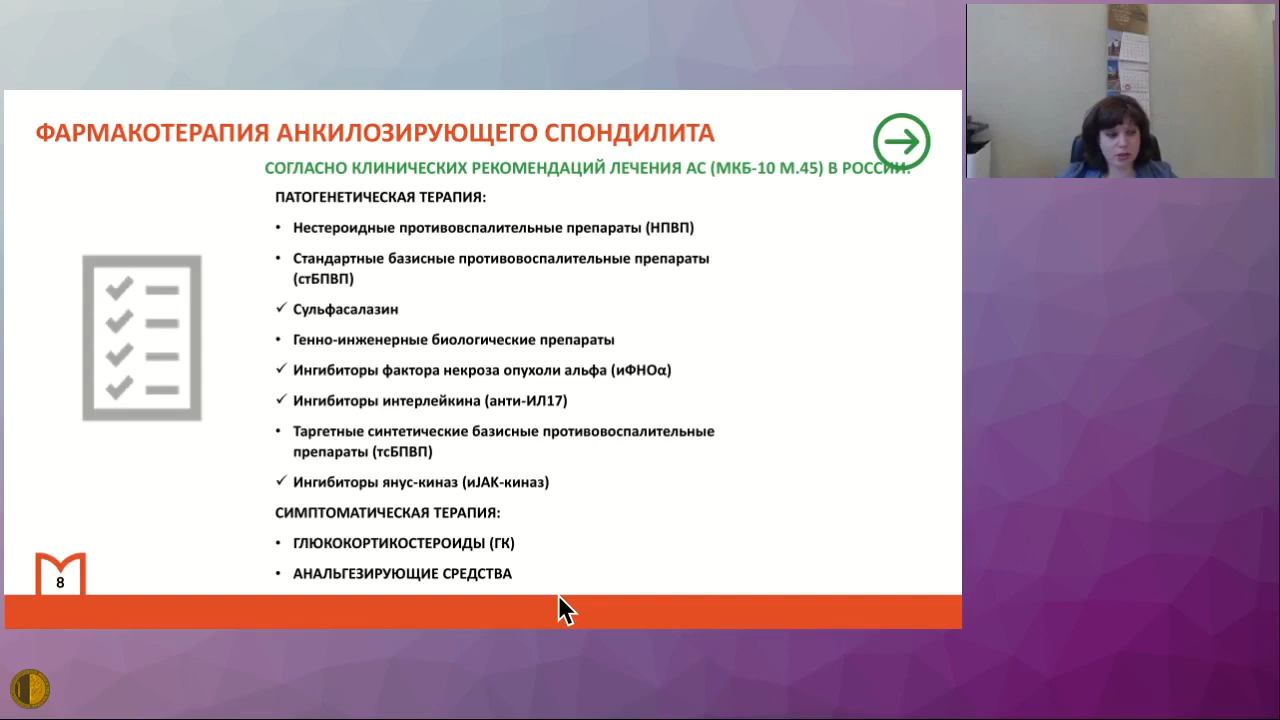 ФАРМАКОТЕРАПИЯ АНКИЛОЗИРУЮЩЕГО СПОНДИЛИТА
СОГЛАСНО КЛИНИЧЕСКИХ РЕКОМЕНДАЦИЙ ЛЕЧЕНИЯ АС (МКБ-10 М.45) В РОССИИ:
ПАТОГЕНЕТИЧЕСКАЯ ТЕРАПИЯ:
• Нестероидные противовспалительные препараты (НПВП)
• Стандартные базисные противовоспалительные препараты
(стБПВП)
✓ Сульфасалазин
• Генно-инженерные биологические препараты
✓ Ингибиторы фактора некроза опухоли альфа (иФНОα)
✓ Ингибиторы интерлейкина (анти-ИЛ17)
• Таргетные синтетические базисные противовоспалительные
препараты (тсБПВП)
✓ Ингибиторы янус-киназ (иJAK-киназ)
СИМПТОМАТИЧЕСКАЯ ТЕРАПИЯ:
• ГЛЮКОКОРТИКОСТЕРОИДЫ (ГК)
• АНАЛЬГЕЗИРУЮЩИЕ СРЕДСТВА
8